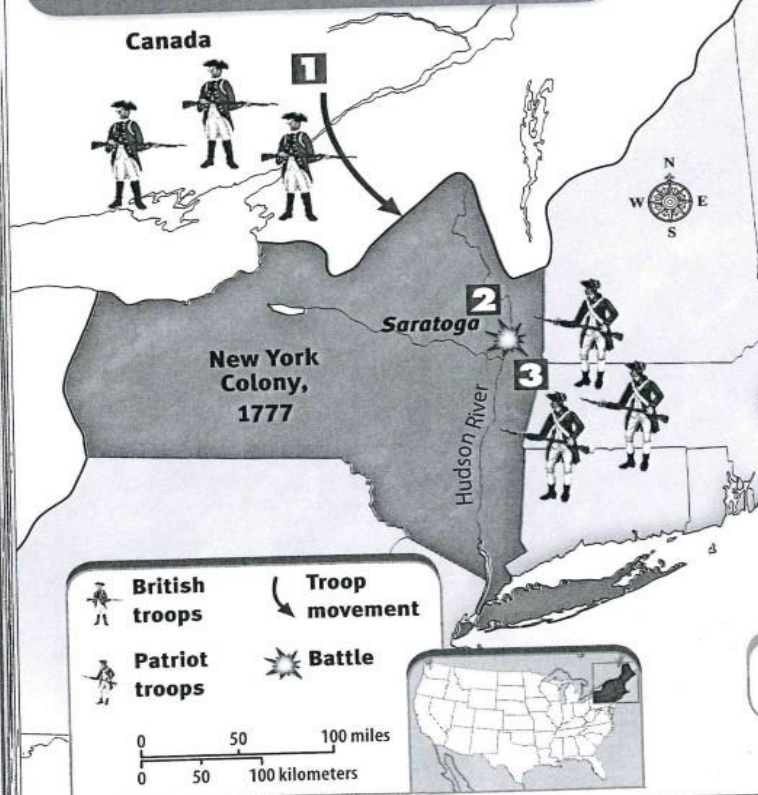 Canada
1
N
W E
S
2
Saratoga
3
New York
Colony,
1777
Hudson River
British
troops
Troop
movement
Patriot
troops
Battle
0 50 100 miles
0 50 100 kilometers